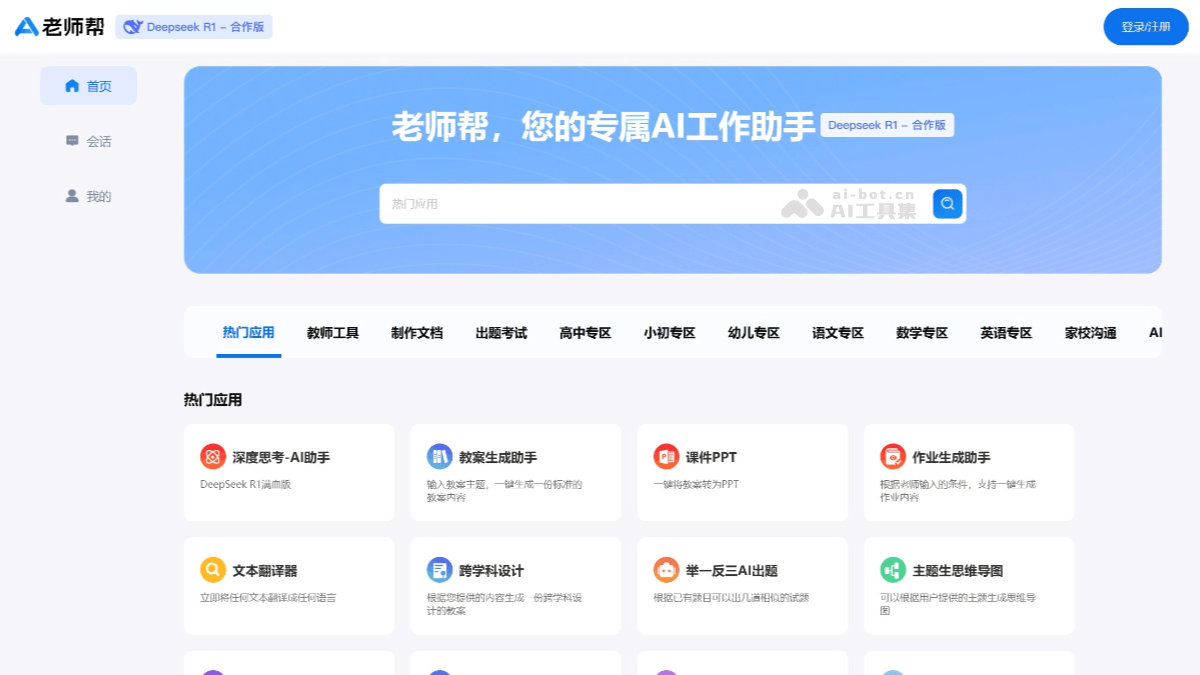 老师帮
Deepseek R1 – 合作版
登录/注册
首页
会话
我的
老师帮，您的专属AI工作助手
Deepseek R1 – 合作版
热门应用
ai-bot.cn
AI工具集
热门应用
教师工具
制作文档
出题考试
高中专区
小初专区
幼儿专区
语文专区
数学专区
英语专区
家校沟通
AI
热门应用
深度思考-AI助手
DeepSeek R1满血版
教案生成助手
输入教案主题，一键生成一份标准的
教案内容
课件PPT
一键将教案转为PPT
作业生成助手
根据老师输入的条件，支持一键生成
作业内容
文本翻译器
立即将任何文本翻译成任何语言
跨学科设计
根据您提供的内容生成一份跨学科设
计的教案
举一反三AI出题
根据已有题目可以出几道相似的试题
主题生思维导图
可以根据用户提供的主题生成思维导
图